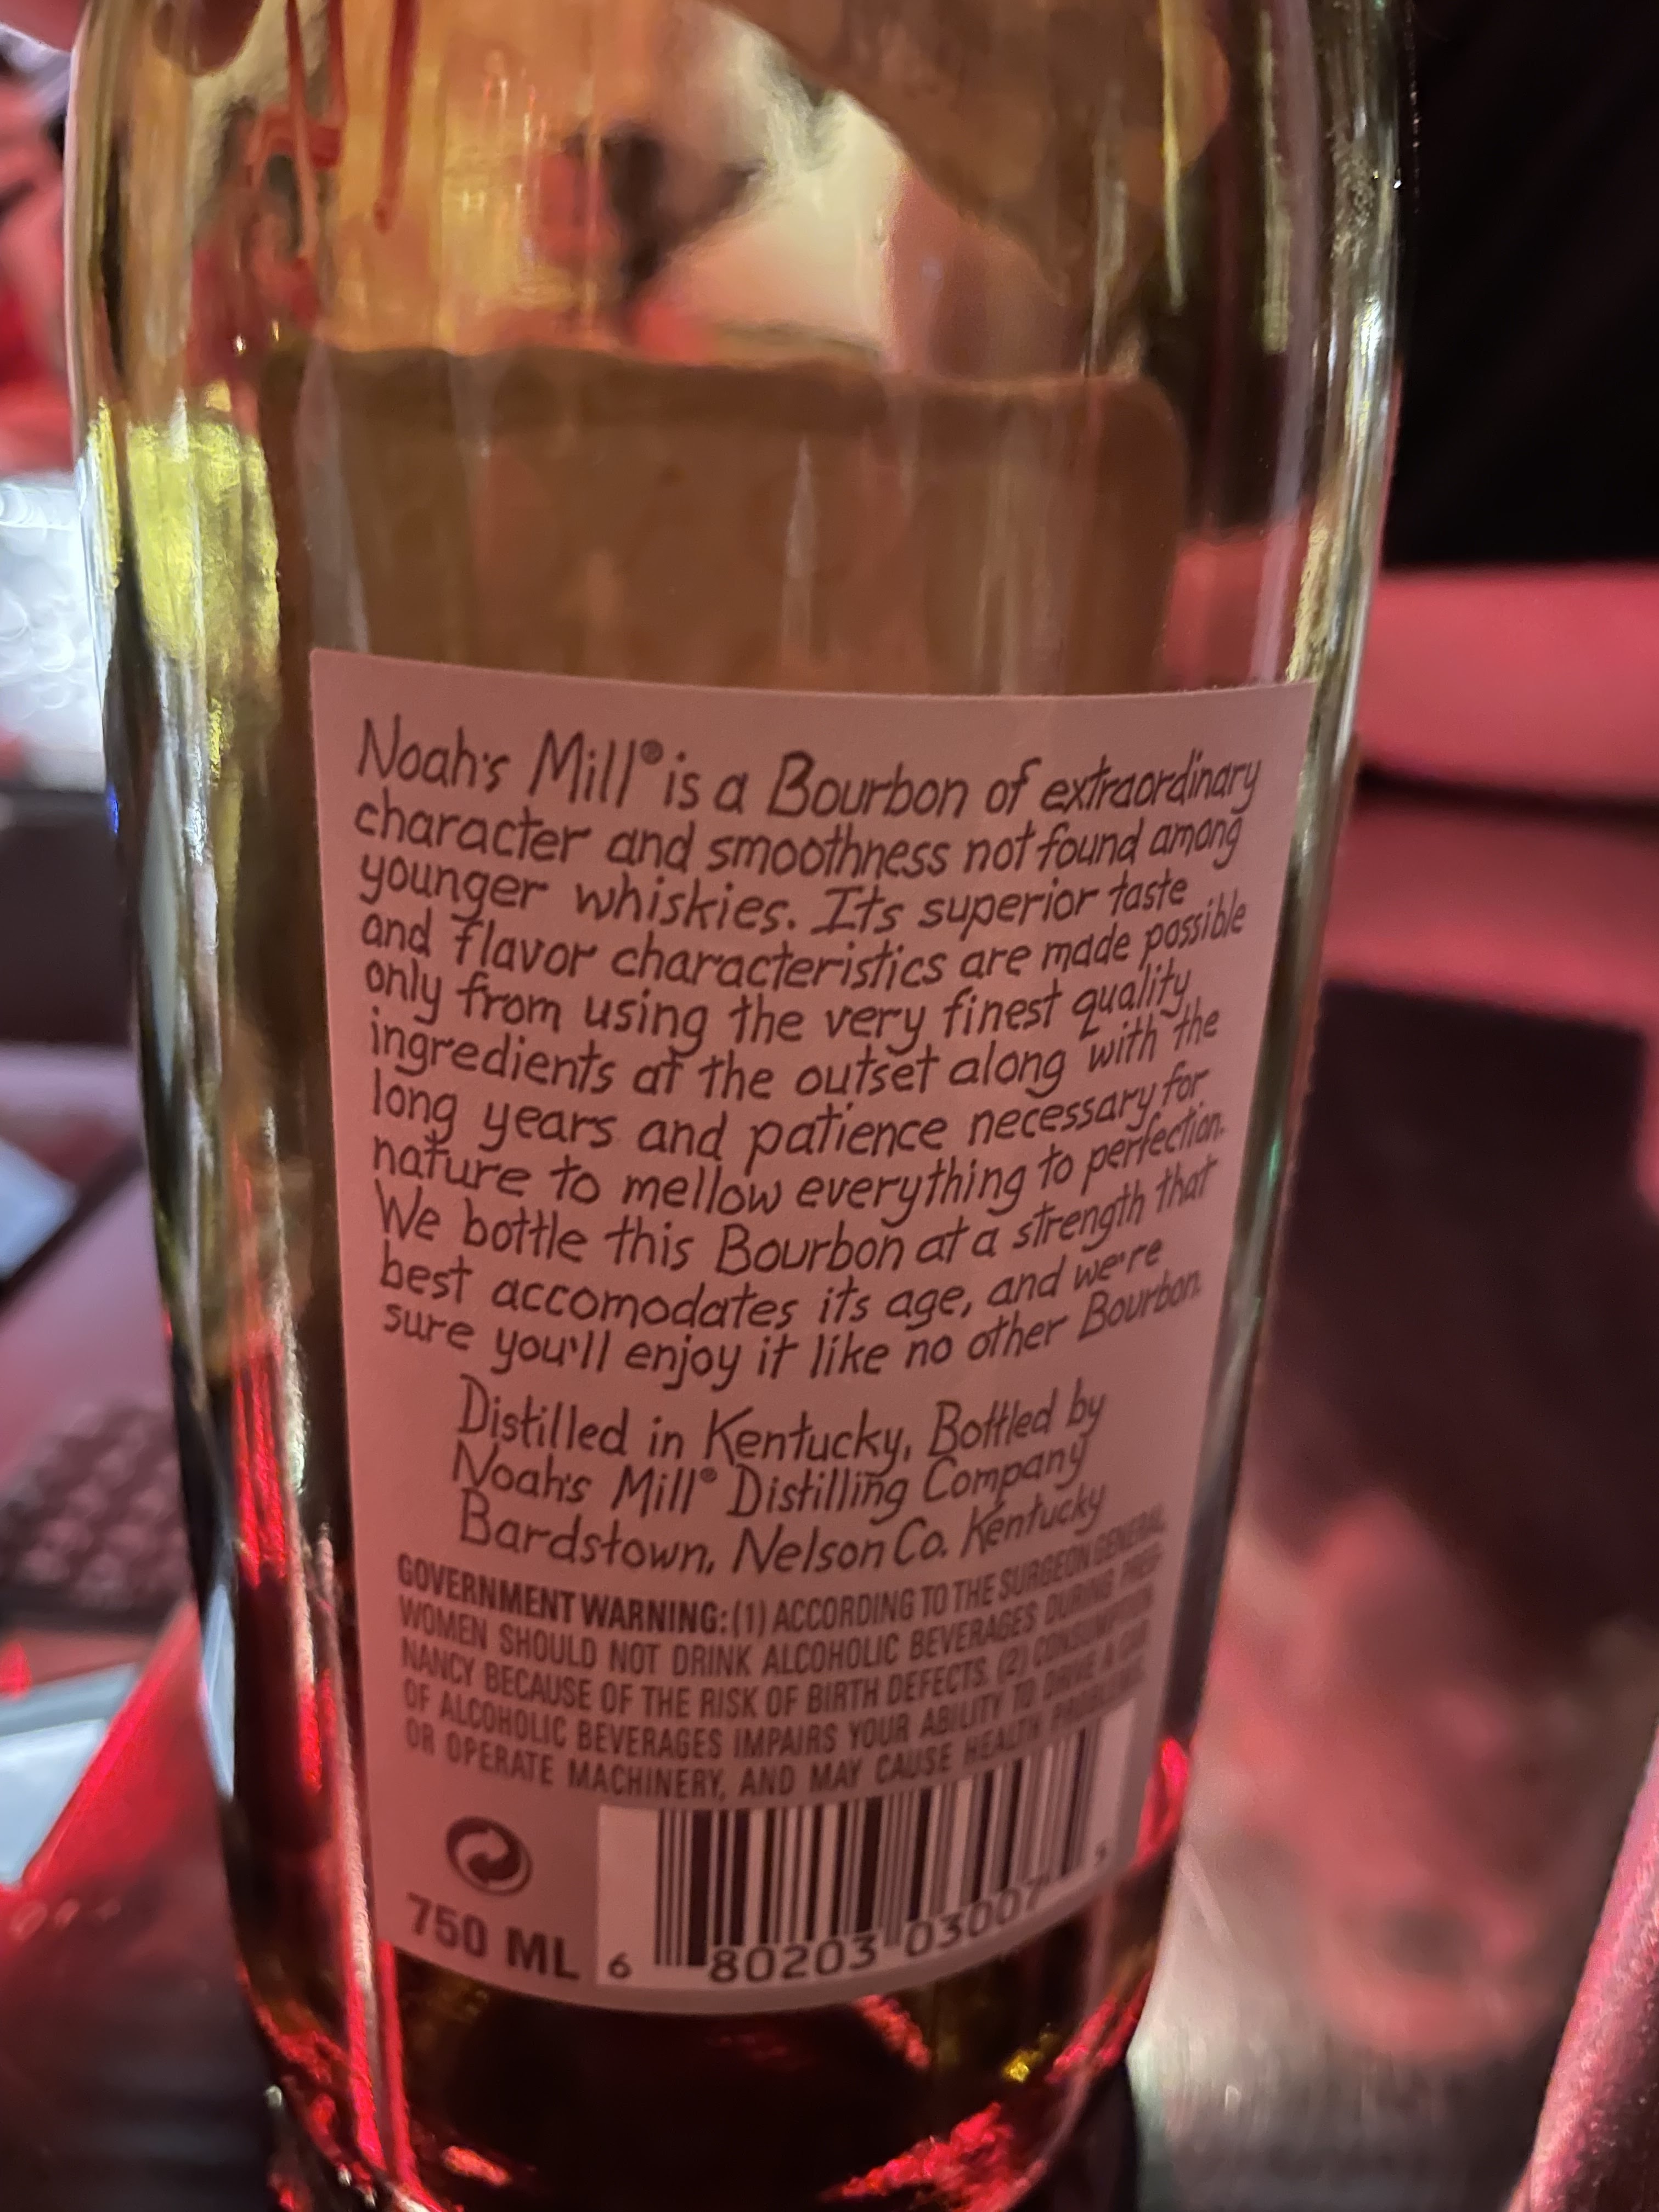 Noah's Mill® is a Bourbon of extraordinary
character and smoothness not found among
younger whiskies. Its superior taste
and flavor characteristics are made possible
only from using the very finest quality
ingredients at the outset along with the
long years and patience necessary for
nature to mellow everything to perfection.
We bottle this Bourbon at a strength that
best accomodates its age, and we're
sure you'll enjoy it like no other Bourbon.
Distilled in Kentucky, Bottled by
Noah's Mill® Distilling Company
Bardstown, Nelson Co. Kentucky
GOVERNMENT WARNING: (1) ACCORDING TO THE SURGEON GENERAL
WOMEN SHOULD NOT DRINK ALCOHOLIC BEVERAGES DURING PREG-
NANCY BECAUSE OF THE RISK OF BIRTH DEFECTS. (2) CONSUMPTION
OF ALCOHOLIC BEVERAGES IMPAIRS YOUR ABILITY TO DRIVE A CAR
OR OPERATE MACHINERY, AND MAY CAUSE HEALTH PROBLEMS.
750 ML
6 80203 03007